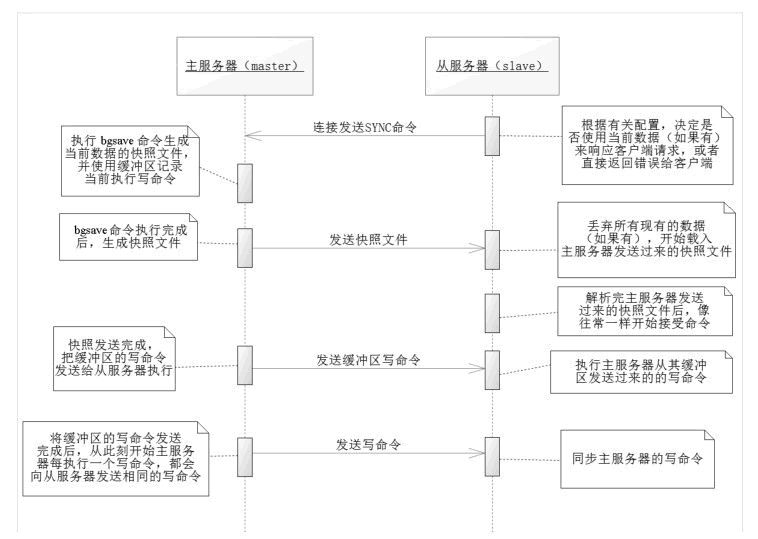 主服务器（master）
从服务器（slave）
连接发送SYNC命令
执行 bgsave 命令生成
当前数据的快照文件，
并使用缓冲区记录
当前执行写命令
根据有关配置，决定是
否使用当前数据（如果有）
来响应客户端请求，或者
直接返回错误给客户端
bgsave 命令执行完成
后，生成快照文件
发送快照文件
丢弃所有现有的数据
（如果有），开始载入
主服务器发送过来的快照文件
解析完主服务器发送
过来的快照文件后，像
往常一样开始接受命令
快照发送完成，
把缓冲区的写命令
发送给从服务器执行
发送缓冲区写命令
执行主服务器从其缓冲
区发送过来的的写命令
将缓冲区的写命令发送
完成后，从此刻开始主服务
器每执行一个写命令，都会
向从服务器发送相同的写命令
发送写命令
同步主服务器的写命令